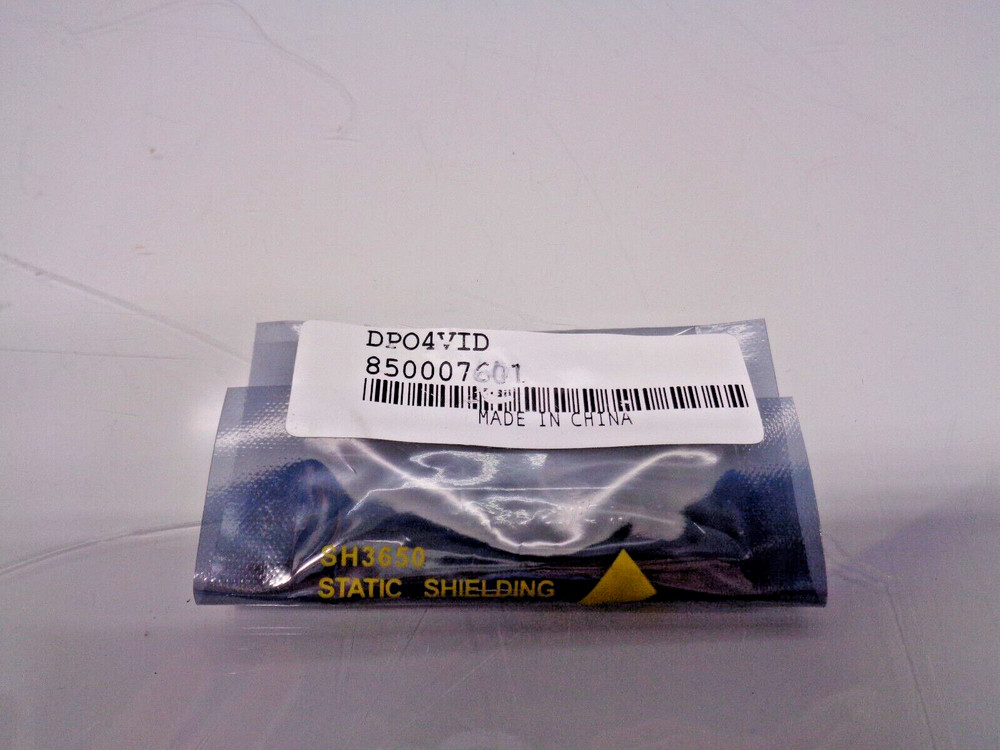 DPO4VID
850007601
MADE IN CHINA
SH3650
STATIC SHIELDING